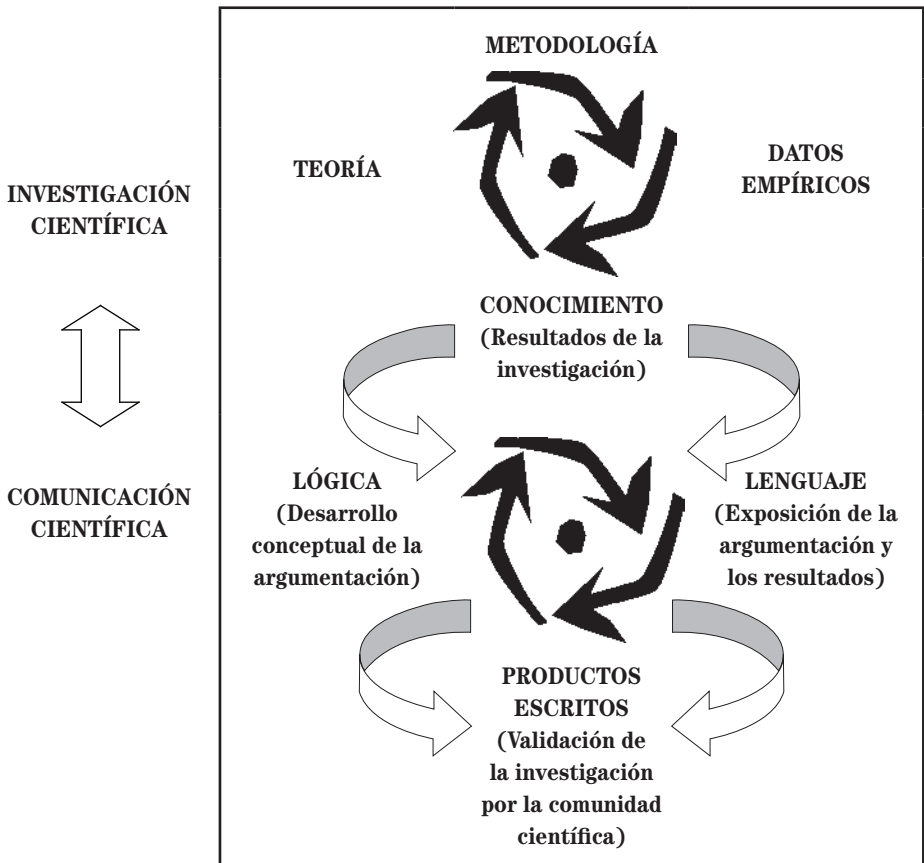 METODOLOGÍA
TEORÍA
DATOS
EMPÍRICOS
INVESTIGACIÓN
CIENTÍFICA
CONOCIMIENTO
(Resultados de la
investigación)
COMUNICACIÓN
CIENTÍFICA
LÓGICA
(Desarrollo
conceptual de la
argumentación)
LENGUAJE
(Exposición de la
argumentación y
los resultados)
PRODUCTOS
ESCRITOS
(Validación de
la investigación
por la comunidad
científica)